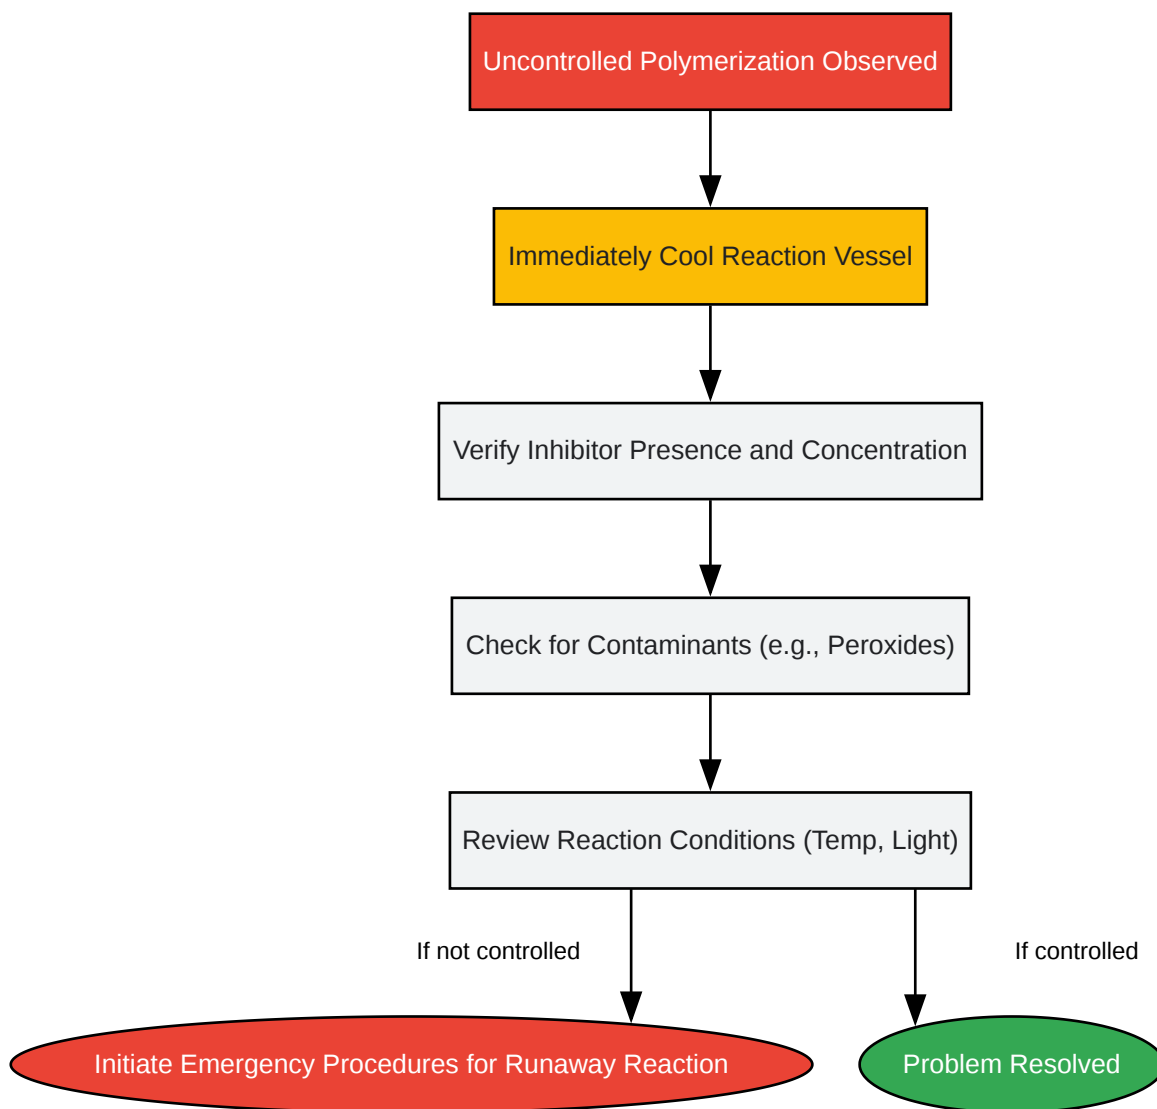 Uncontrolled Polymerization Observed
Immediately Cool Reaction Vessel
Verify Inhibitor Presence and Concentration
Check for Contaminants (e.g., Peroxides)
Review Reaction Conditions (Temp, Light)
If not controlled
If controlled
Initiate Emergency Procedures for Runaway Reaction
Problem Resolved